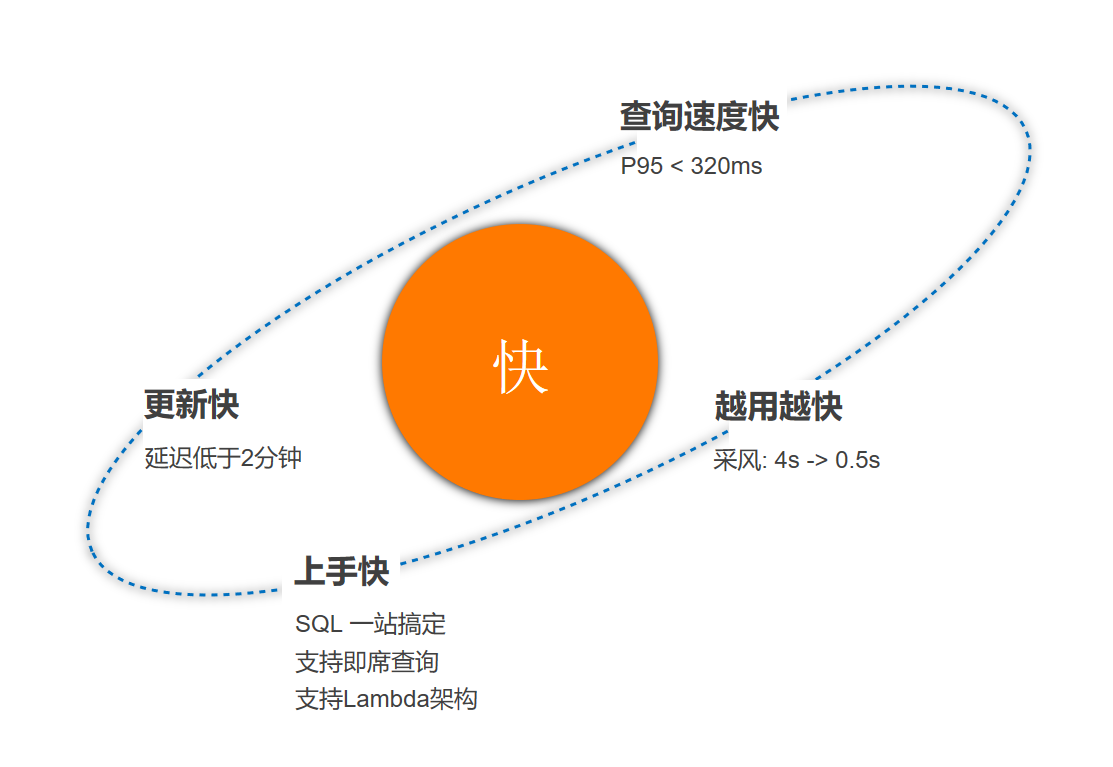 查询速度快
P95 < 320ms
快
更新快
延迟低于2分钟
越用越快
采风: 4s -> 0.5s
上手快
SQL 一站搞定
支持即席查询
支持Lambda架构